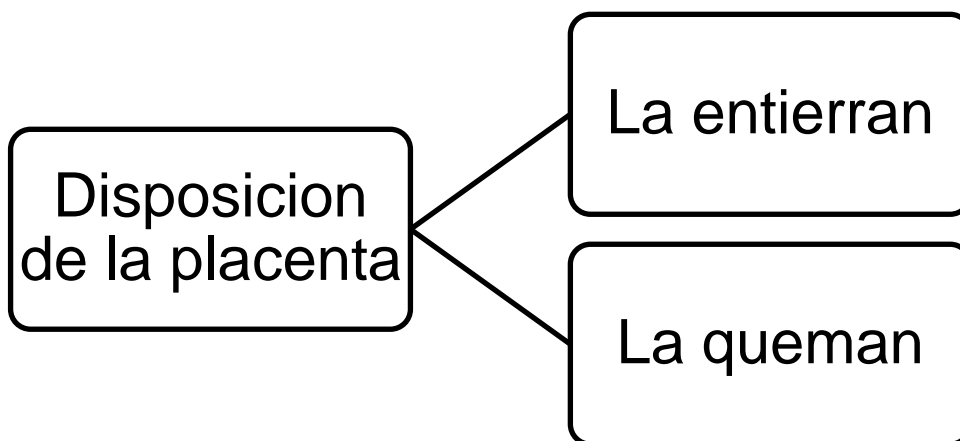 Disposicion
de la placenta
La entierran
La queman